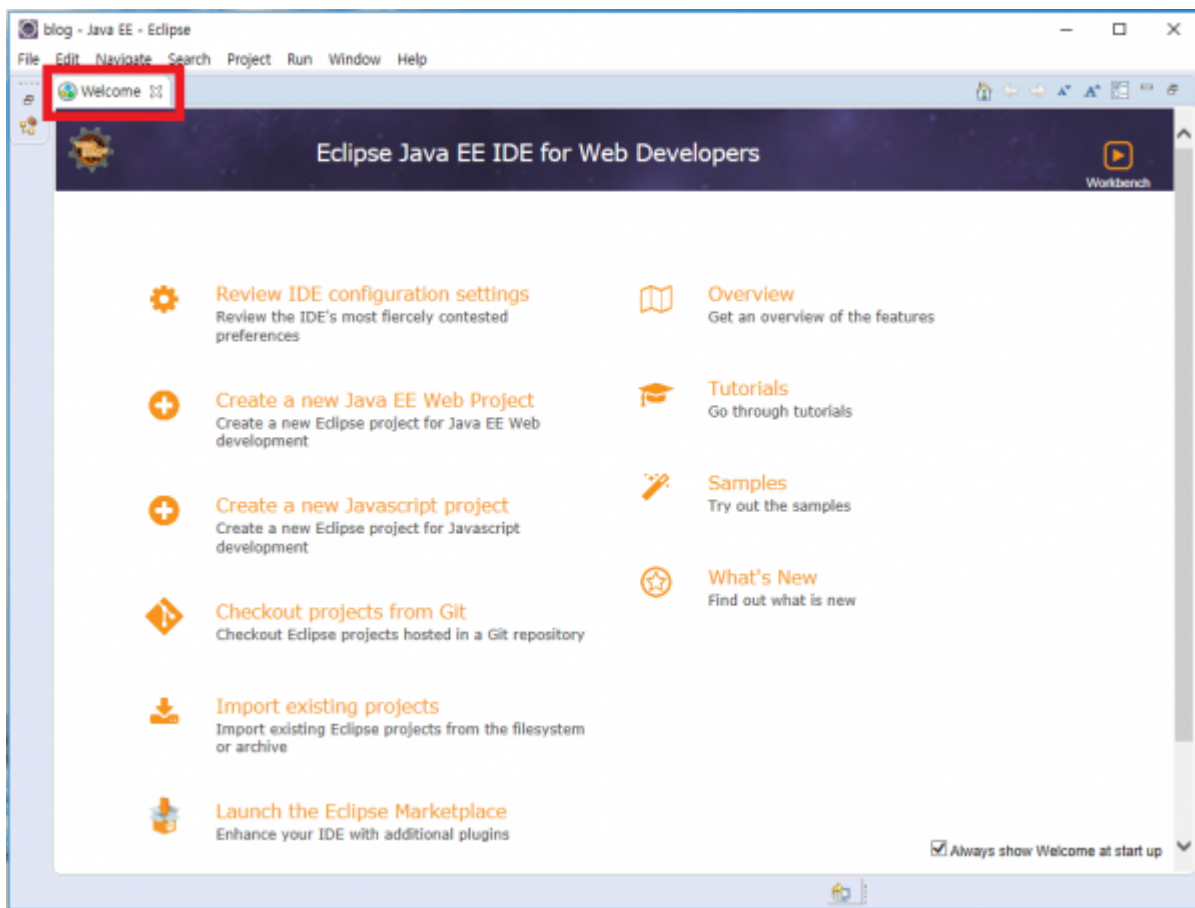 blog - Java EE - Eclipse
File Edit Navigate Search Project Run Window Help
Welcome
Eclipse Java EE IDE for Web Developers
Workbench
Review IDE configuration settings
Review the IDE's most fiercely contested
preferences
Create a new Java EE Web Project
Create a new Eclipse project for Java EE Web
development
Create a new Javascript project
Create a new Eclipse project for Javascript
development
Checkout projects from Git
Checkout Eclipse projects hosted in a Git repository
Import existing projects
Import existing Eclipse projects from the filesystem
or archive
Launch the Eclipse Marketplace
Enhance your IDE with additional plugins
Overview
Get an overview of the features
Tutorials
Go through tutorials
Samples
Try out the samples
What's New
Find out what is new
Always show Welcome at start up